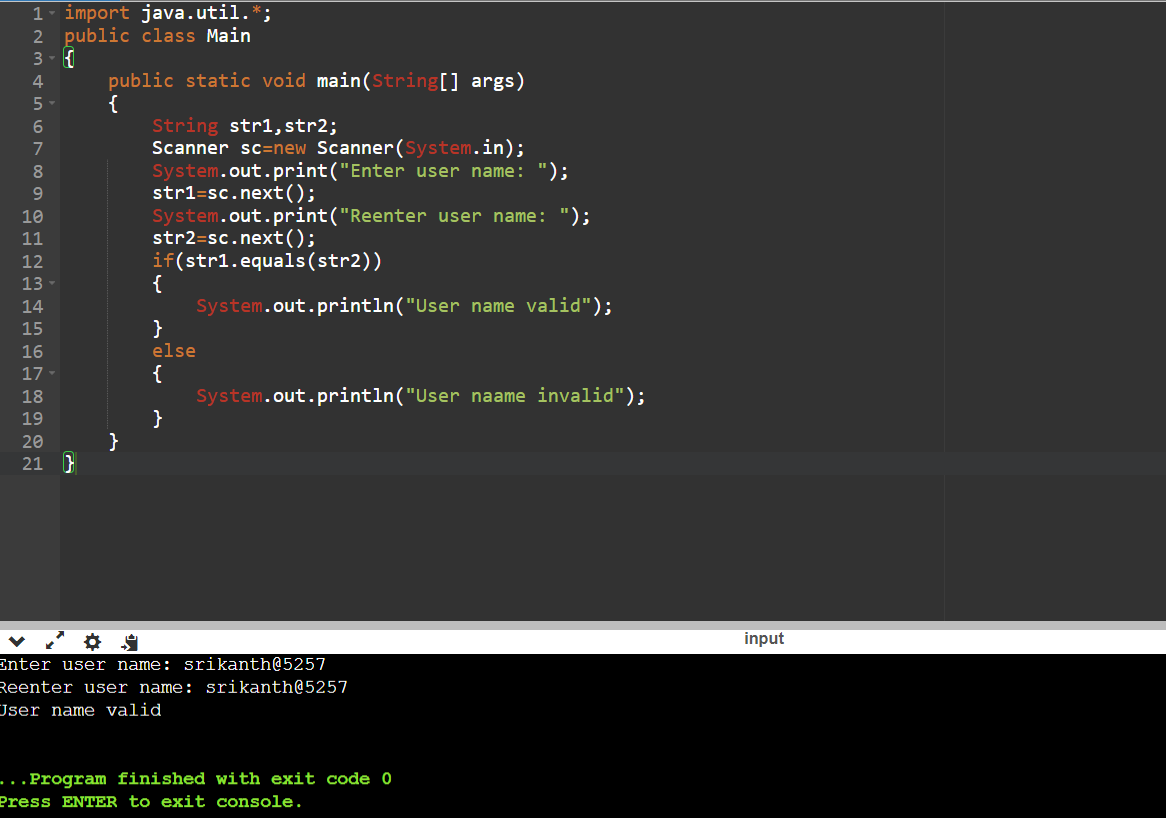 1 import java.util.*;
2 public class Main
3 {
4     public static void main(String[] args)
5     {
6         String str1,str2;
7         Scanner sc=new Scanner(System.in);
8         System.out.print("Enter user name: ");
9         str1=sc.next();
10         System.out.print("Reenter user name: ");
11         str2=sc.next();
12         if(str1.equals(str2))
13         {
14             System.out.println("User name valid");
15         }
16         else
17         {
18             System.out.println("User naame invalid");
19         }
20     }
21 }
input
Enter user name: srikanth@5257
Reenter user name: srikanth@5257
User name valid
...Program finished with exit code 0
Press ENTER to exit console.